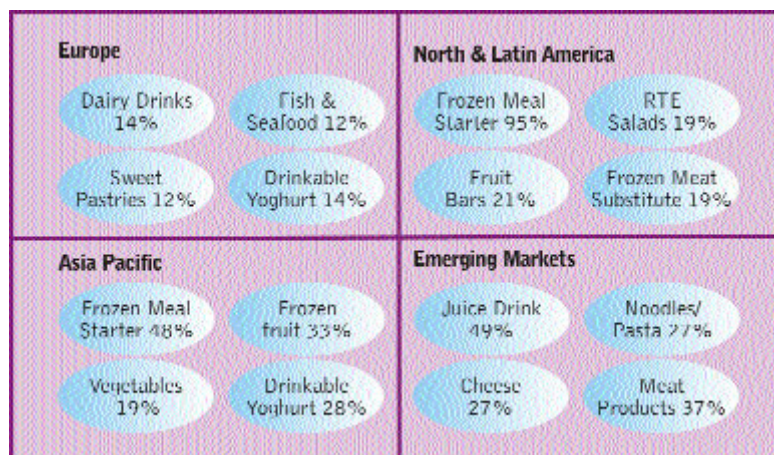 Europe
Dairy Drinks
14%
Fish &
Seafood 12%
Sweet
Pastries 12%
Drinkable
Yoghurt 14%
North & Latin America
Frozen Meal
Starter 95%
RTE
Salads 19%
Fruit
Bars 21%
Frozen Meat
Substitute 19%
Asia Pacific
Frozen Meal
Starter 48%
Frozen
fruit 33%
Vegetables
19%
Drinkable
Yoghurt 28%
Emerging Markets
Juice Drink
49%
Noodles/
Pasta 27%
Cheese
27%
Meat
Products 37%